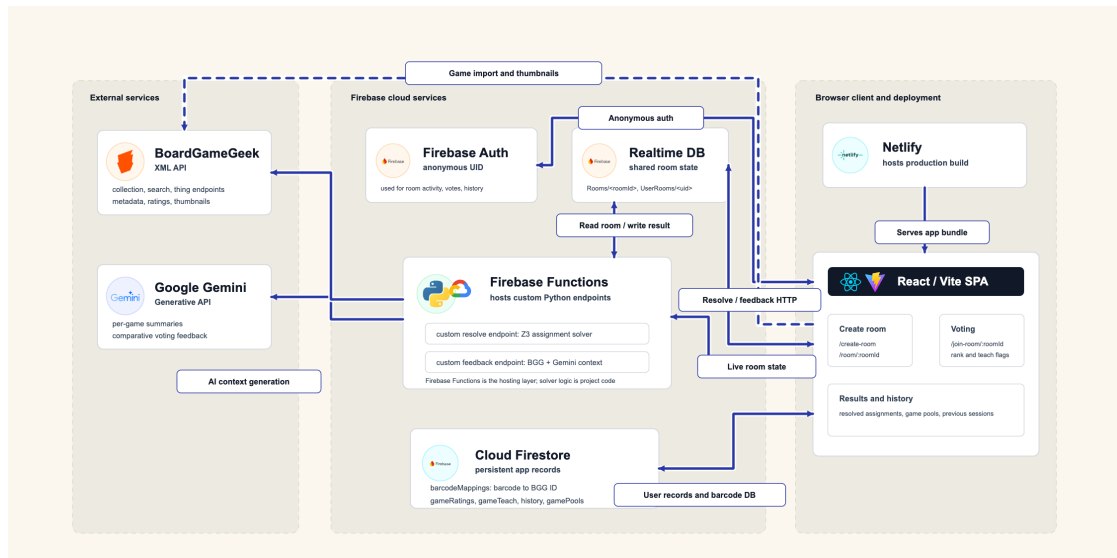 Game import and thumbnails
External services
BoardGameGeek
XML API
collection, search, thing endpoints
metadata, ratings, thumbnails
Gemini
Google Gemini
Generative API
per-game summaries
comparative voting feedback
AI context generation
Firebase cloud services
Anonymous auth
Firebase
Firebase Auth
anonymous UID
used for room activity, votes, history
Firebase
Realtime DB
shared room state
Rooms/<roomId>, UserRooms/<uid>
Read room / write result
Firebase Functions
hosts custom Python endpoints
custom resolve endpoint: Z3 assignment solver
custom feedback endpoint: BGG + Gemini context
Firebase Functions is the hosting layer; solver logic is project code
Resolve / feedback HTTP
Live room state
Firebase
Cloud Firestore
persistent app records
barcodeMappings: barcode to BGG ID
gameRatings, gameTeach, history, gamePools
User records and barcode DB
Browser client and deployment
netlify
Netlify
hosts production build
Serves app bundle
React / Vite SPA
Create room
/create-room
/room/:roomId
Voting
/join-room/:roomId
rank and teach flags
Results and history
resolved assignments, game pools, previous sessions